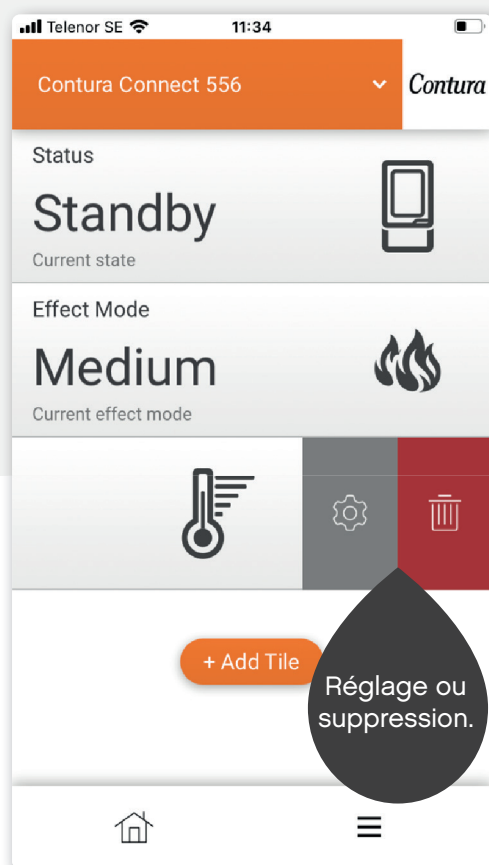 Telenor SE 11:34
Contura Connect 556 Contura
Status
Standby
Current state
Effect Mode
Medium
Current effect mode
+ Add Tile
Réglage ou
suppression.